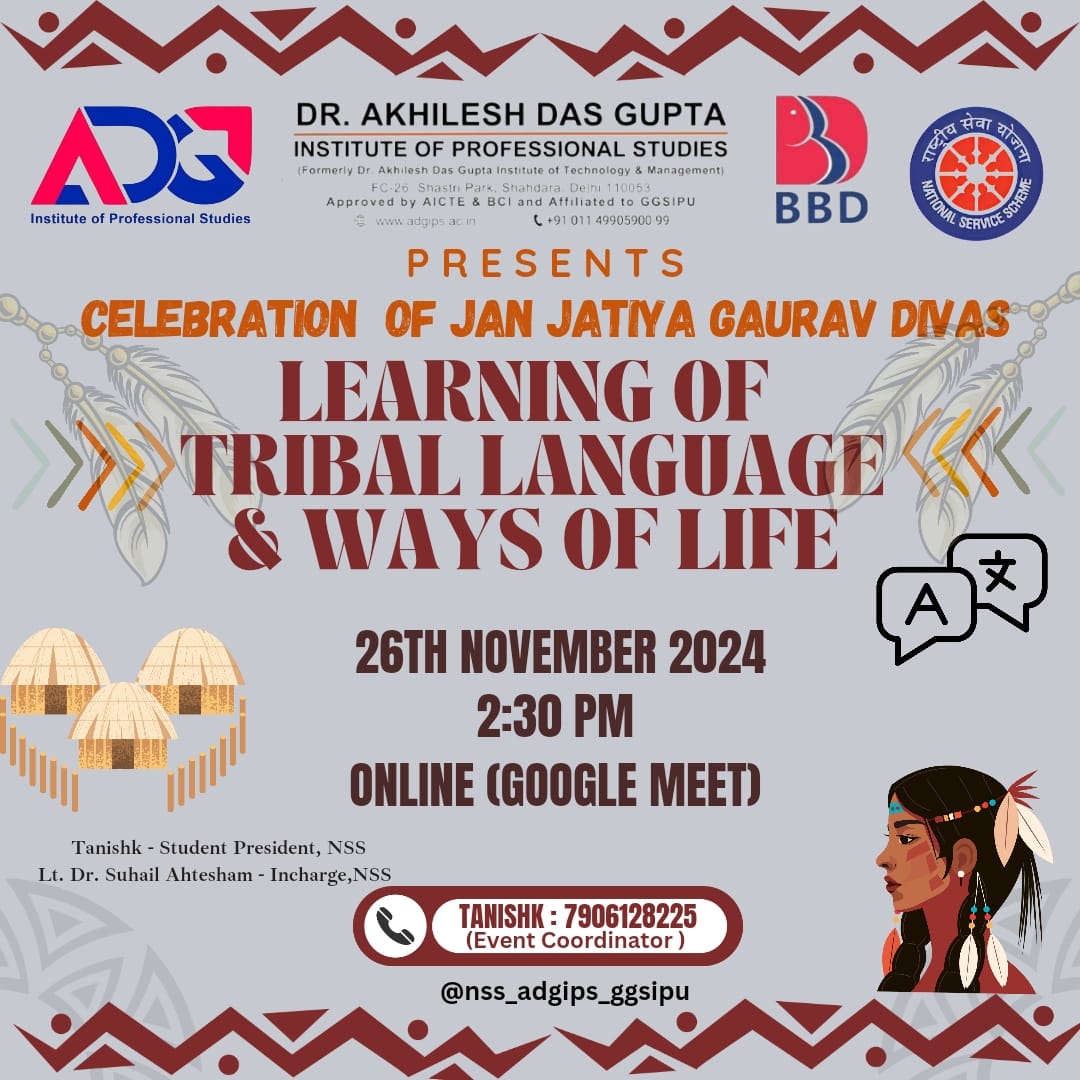 ADG
Institute of Professional Studies
DR. AKHILESH DAS GUPTA
INSTITUTE OF PROFESSIONAL STUDIES
(Formerly Dr. Akhilesh Das Gupta Institute of Technology & Management)
FC-26, Shastri Park, Shahdara, Delhi 110053
Approved by AICTE & BCI and Affiliated to GGSIPU
www.adgips.ac.in +91 011 49905900 99
BBD
राष्ट्रीय सेवा योजना
NATIONAL SERVICE SCHEME
PRESENTS
CELEBRATION OF JAN JATIYA GAURAV DIVAS
LEARNING OF
TRIBAL LANGUAGE
& WAYS OF LIFE
A 文
26TH NOVEMBER 2024
2:30 PM
ONLINE (GOOGLE MEET)
Tanishk - Student President, NSS
Lt. Dr. Suhail Ahtesham - Incharge,NSS
TANISHK : 7906128225
(Event Coordinator )
@nss_adgips_ggsipu